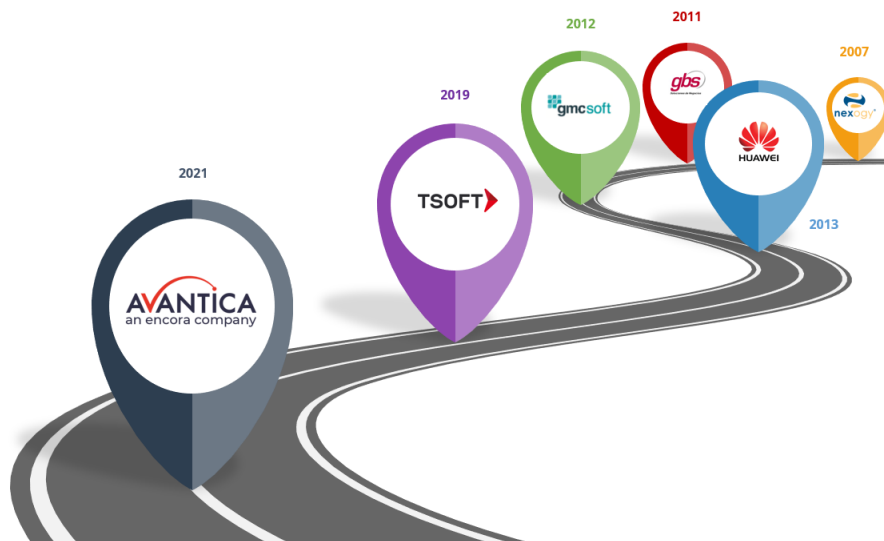 2007
nexogy
2011
gbs
2012
gmcsoft
HUAWEI
2013
2019
TSOFT
2021
AVANTICA
an encora company